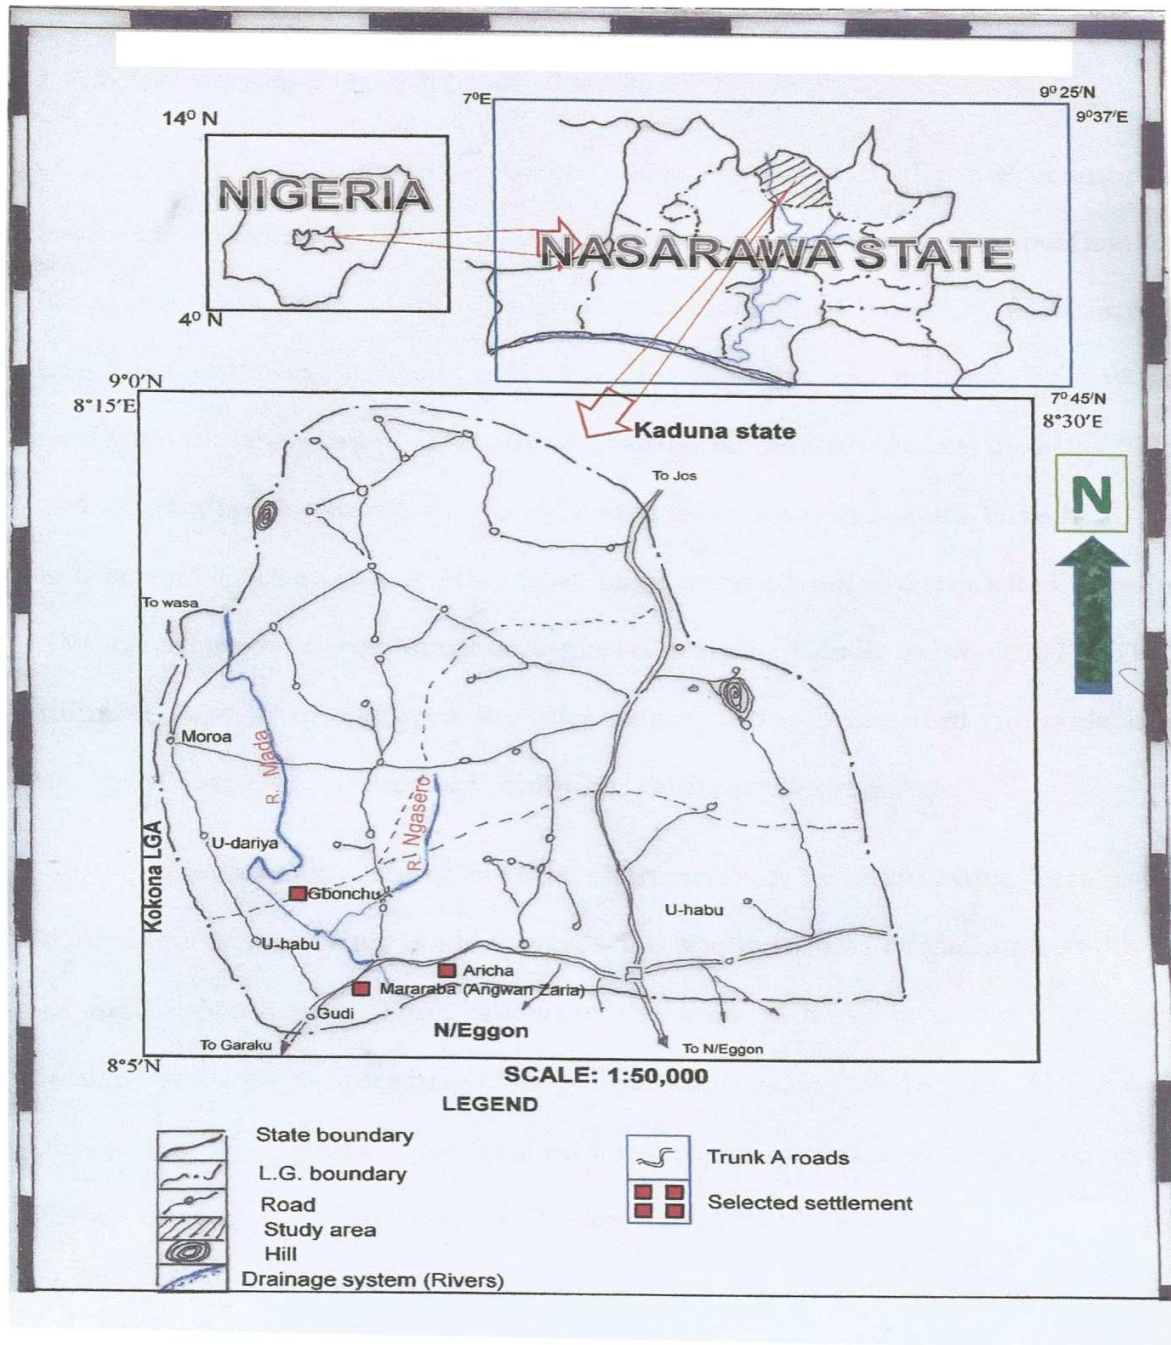 7⁰E
9⁰ 25'N
9⁰37'E
14⁰ N
NIGERIA
NASARAWA STATE
4⁰ N
7⁰ 45'N
9°0'N
8°15'E
8°30'E
Kaduna state
To Jos
N
To wasa
Moroa
R. Mada
R. Ngasero
U-dariya
Kokona LGA
Gbonchu
U-habu
U-habu
Aricha
Mararaba (Angwan Zaria)
Gudi
N/Eggon
To Garaku
To N/Eggon
8°5'N
SCALE: 1:50,000
LEGEND
State boundary
L.G. boundary
Road
Study area
Hill
Drainage system (Rivers)
Trunk A roads
Selected settlement